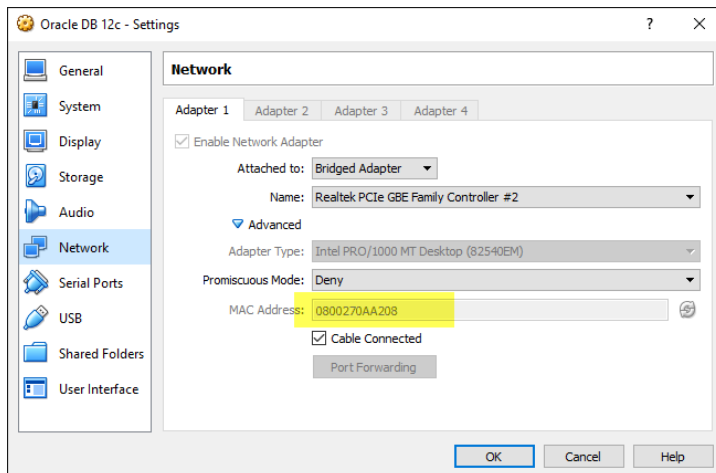 Oracle DB 12c - Settings ? ×
General
System
Display
Storage
Audio
Network
Serial Ports
USB
Shared Folders
User Interface
Network
Adapter 1 Adapter 2 Adapter 3 Adapter 4
Enable Network Adapter
Attached to: Bridged Adapter
Name: Realtek PCIe GBE Family Controller #2
Advanced
Adapter Type: Intel PRO/1000 MT Desktop (82540EM)
Promiscuous Mode: Deny
MAC Address: 0800270AA208
Cable Connected
Port Forwarding
OK Cancel Help